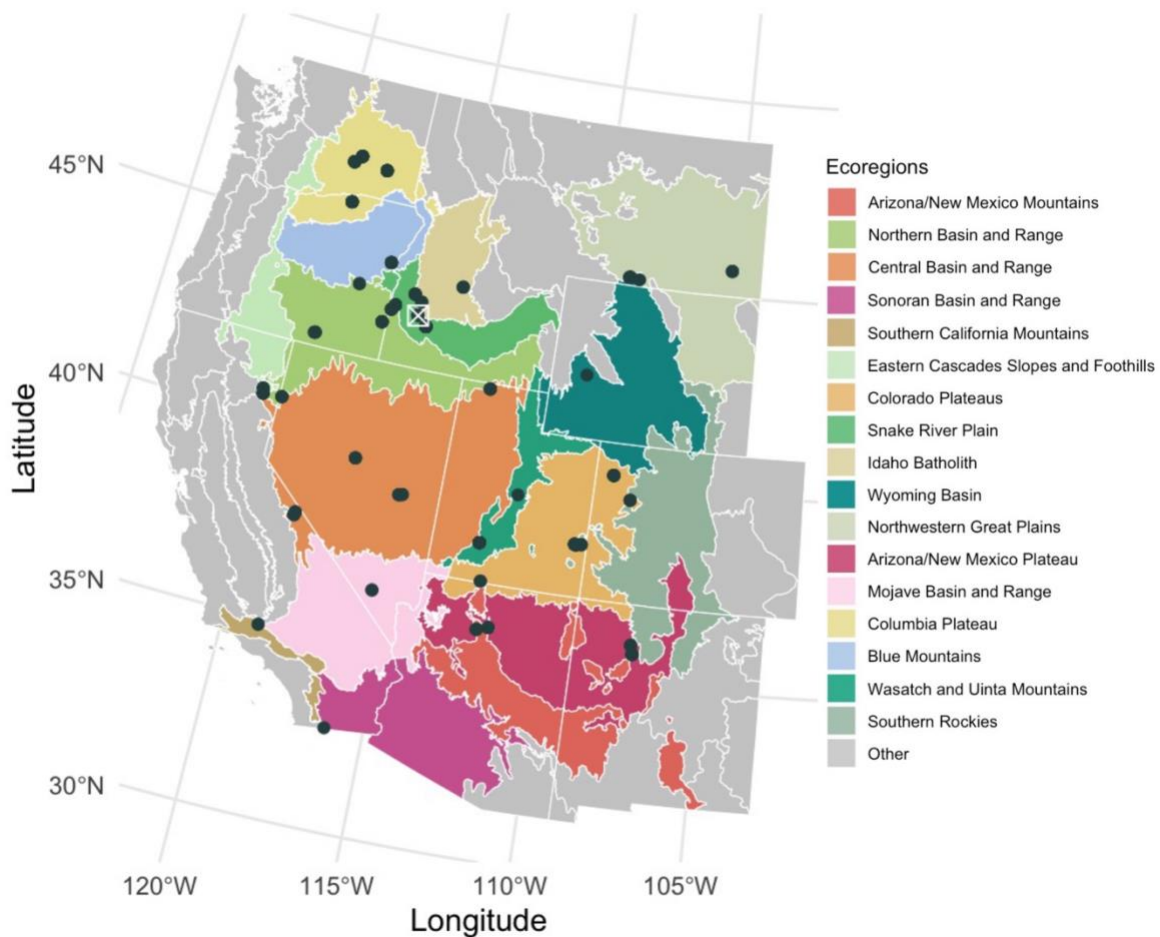 45°N
40°N
35°N
30°N
Latitude
120°W
115°W
110°W
105°W
Longitude
Ecoregions
Arizona/New Mexico Mountains
Northern Basin and Range
Central Basin and Range
Sonoran Basin and Range
Southern California Mountains
Eastern Cascades Slopes and Foothills
Colorado Plateaus
Snake River Plain
Idaho Batholith
Wyoming Basin
Northwestern Great Plains
Arizona/New Mexico Plateau
Mojave Basin and Range
Columbia Plateau
Blue Mountains
Wasatch and Uinta Mountains
Southern Rockies
Other